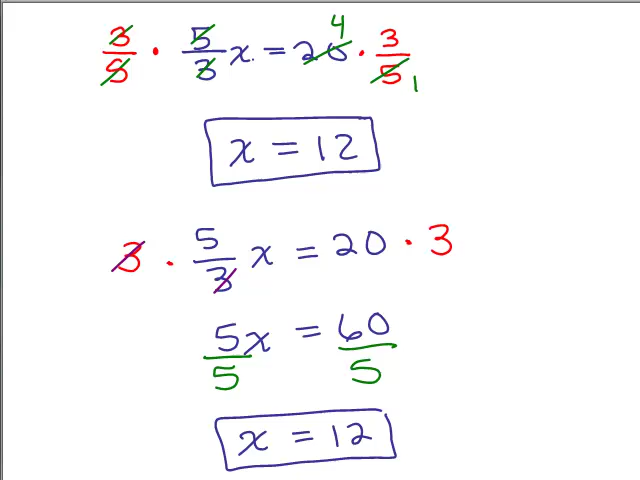 3/5 · 5/3 x = 20 4 · 3/5 1
x = 12
3 · 5/3 x = 20 · 3
5x/5 = 60/5
x = 12